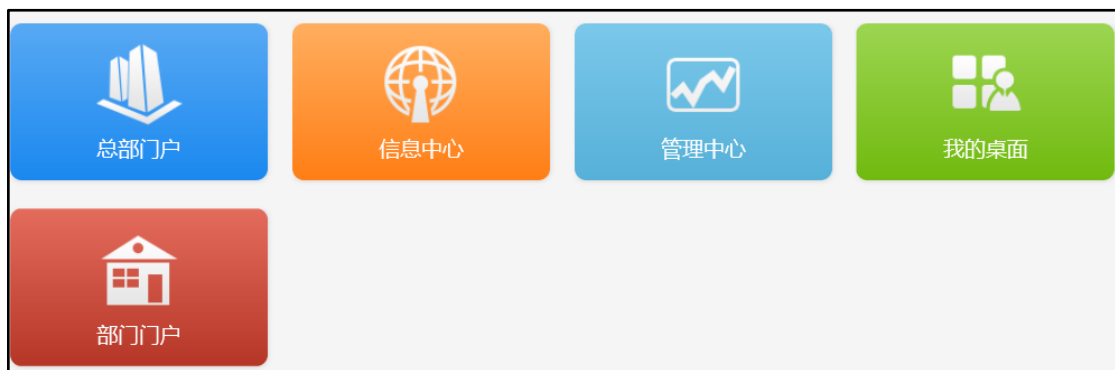 总部门户
信息中心
管理中心
我的桌面
部门门户